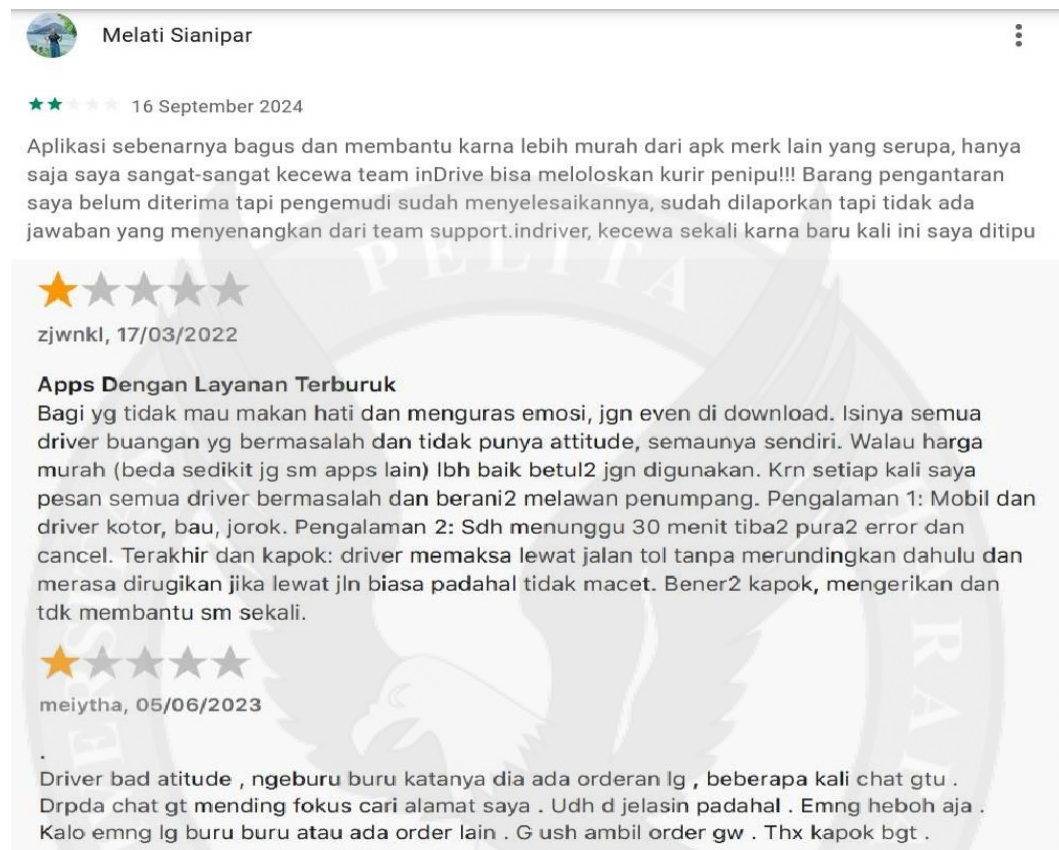 Melati Sianipar
16 September 2024
Aplikasi sebenarnya bagus dan membantu karna lebih murah dari apk merk lain yang serupa, hanya
saja saya sangat-sangat kecewa team inDrive bisa meloloskan kurir penipu!!! Barang pengantaran
saya belum diterima tapi pengemudi sudah menyelesaikannya, sudah dilaporkan tapi tidak ada
jawaban yang menyenangkan dari team support.indriver, kecewa sekali karna baru kali ini saya ditipu
zjwnkl, 17/03/2022
Apps Dengan Layanan Terburuk
Bagi yg tidak mau makan hati dan menguras emosi, jgn even di download. Isinya semua
driver buangan yg bermasalah dan tidak punya attitude, semaunya sendiri. Walau harga
murah (beda sedikit jg sm apps lain) lbh baik betul2 jgn digunakan. Krn setiap kali saya
pesan semua driver bermasalah dan berani2 melawan penumpang. Pengalaman 1: Mobil dan
driver kotor, bau, jorok. Pengalaman 2: Sdh menunggu 30 menit tiba2 pura2 error dan
cancel. Terakhir dan kapok: driver memaksa lewat jalan tol tanpa merundingkan dahulu dan
merasa dirugikan jika lewat jln biasa padahal tidak macet. Bener2 kapok, mengerikan dan
tdk membantu sm sekali.
meiytha, 05/06/2023
.
Driver bad atitude , ngeburu buru katanya dia ada orderan lg , beberapa kali chat gtu .
Drpda chat gt mending fokus cari alamat saya . Udh d jelasin padahal . Emng heboh aja .
Kalo emng lg buru buru atau ada order lain . G ush ambil order gw . Thx kapok bgt .
PELITA